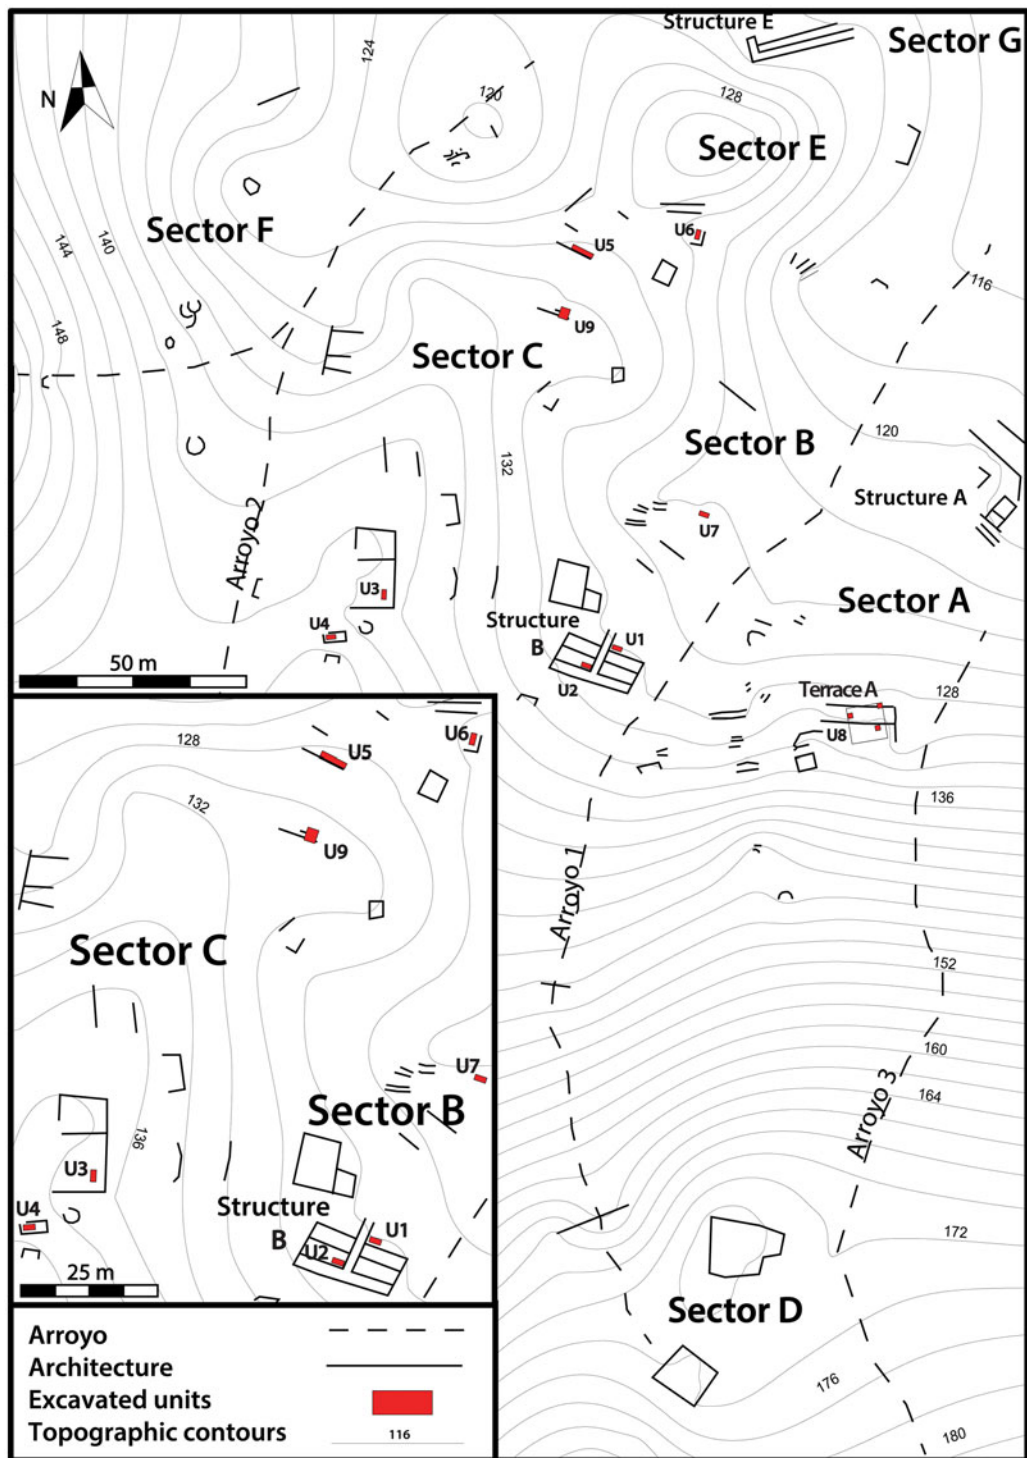 Structure E
Sector G
124
120
128
Sector E
N
Sector F
144
140
U6
U5
116
148
U9
Sector C
Sector B
120
132
Structure A
Arroyo 2
U7
U3
Sector A
U4
Structure
B
U1
U2
50 m
Terrace A
128
U8
136
Arroyo 1
152
160
164
Arroyo 3
172
Sector D
176
180
128
U6
U5
132
U9
Sector C
U7
Sector B
136
U3
U4
Structure
B
U1
U2
25 m
Arroyo
Architecture
Excavated units
Topographic contours
116